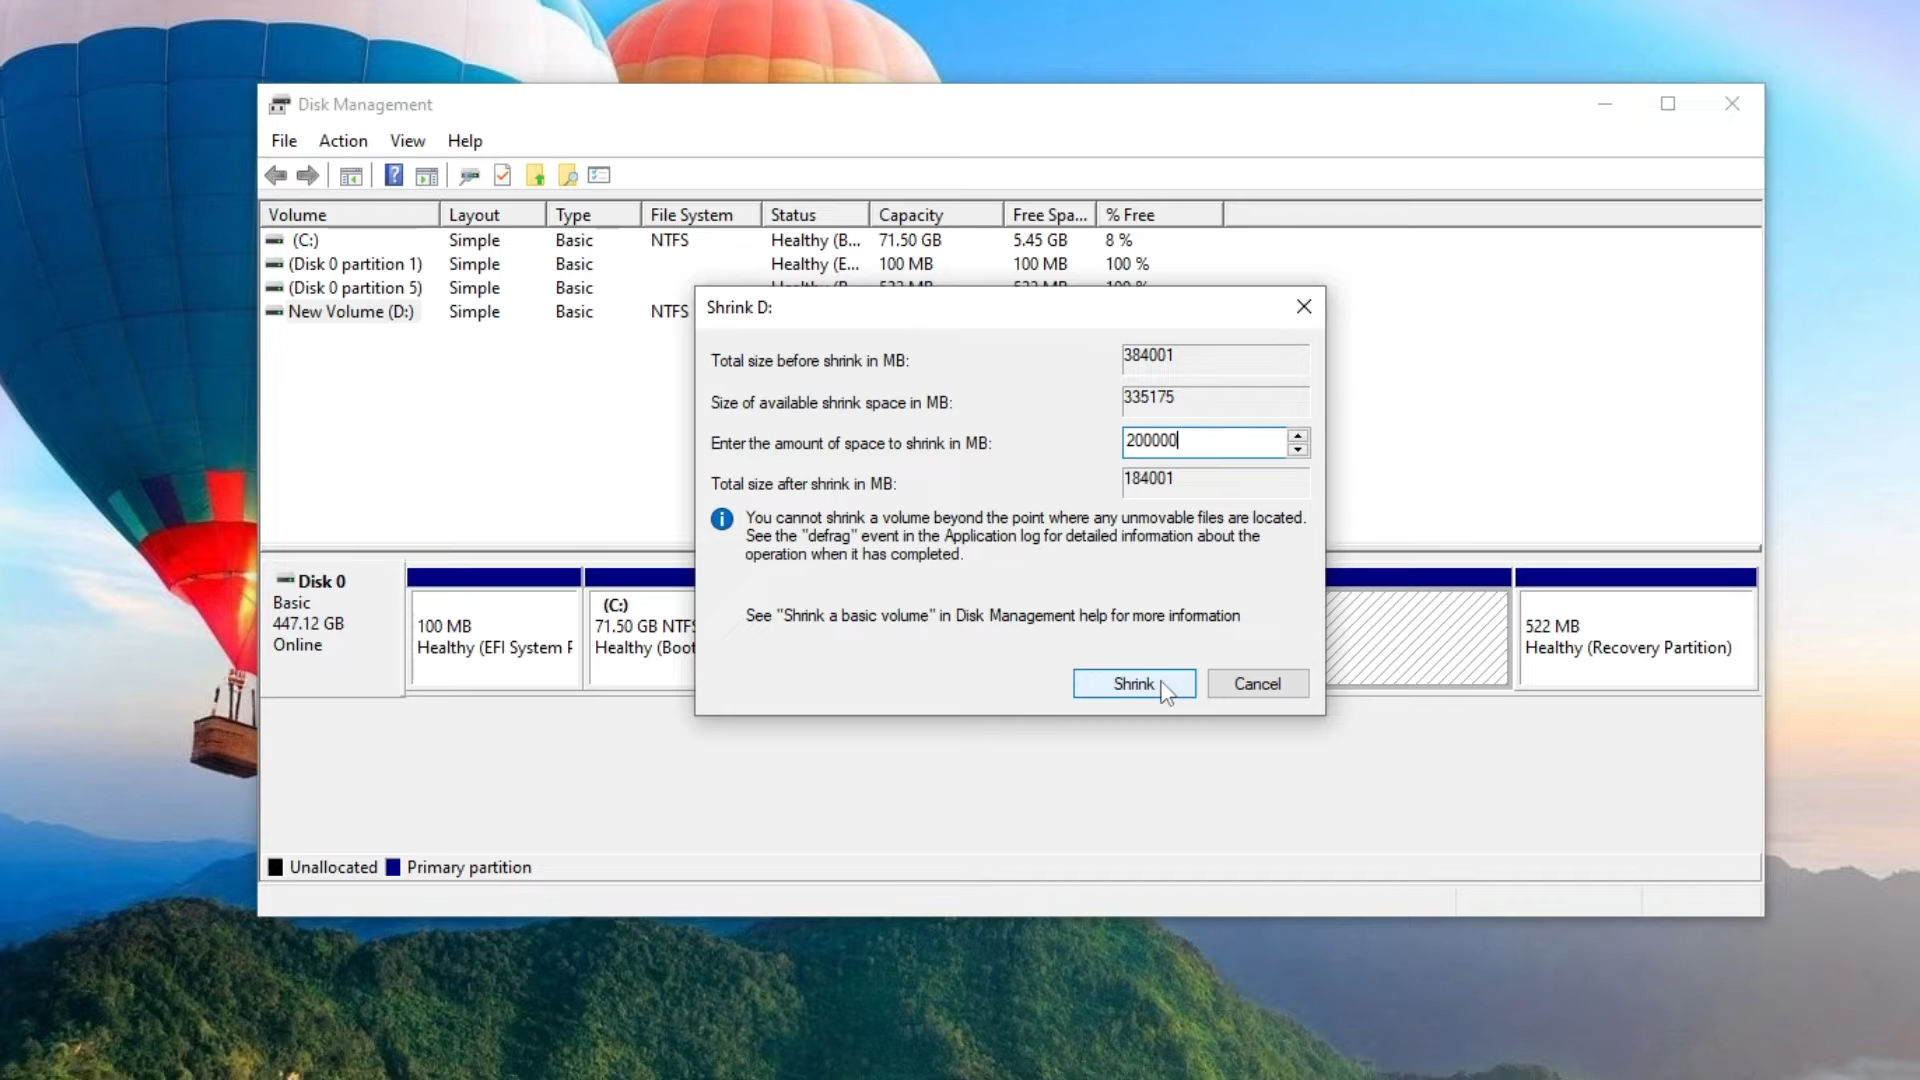 Disk Management
File Action View Help
Volume Layout Type File System Status Capacity Free Spa... % Free
(C:) Simple Basic NTFS Healthy (B... 71.50 GB 5.45 GB 8 %
(Disk 0 partition 1) Simple Basic Healthy (E... 100 MB 100 MB 100 %
(Disk 0 partition 5) Simple Basic
New Volume (D:) Simple Basic NTFS
Shrink D:
Total size before shrink in MB: 384001
Size of available shrink space in MB: 335175
Enter the amount of space to shrink in MB: 200000
Total size after shrink in MB: 184001
You cannot shrink a volume beyond the point where any unmovable files are located.
See the "defrag" event in the Application log for detailed information about the
operation when it has completed.
See "Shrink a basic volume" in Disk Management help for more information
Shrink Cancel
Disk 0
Basic
447.12 GB
Online
100 MB
Healthy (EFI System P
(C:)
71.50 GB NTFS
Healthy (Boot
522 MB
Healthy (Recovery Partition)
Unallocated Primary partition